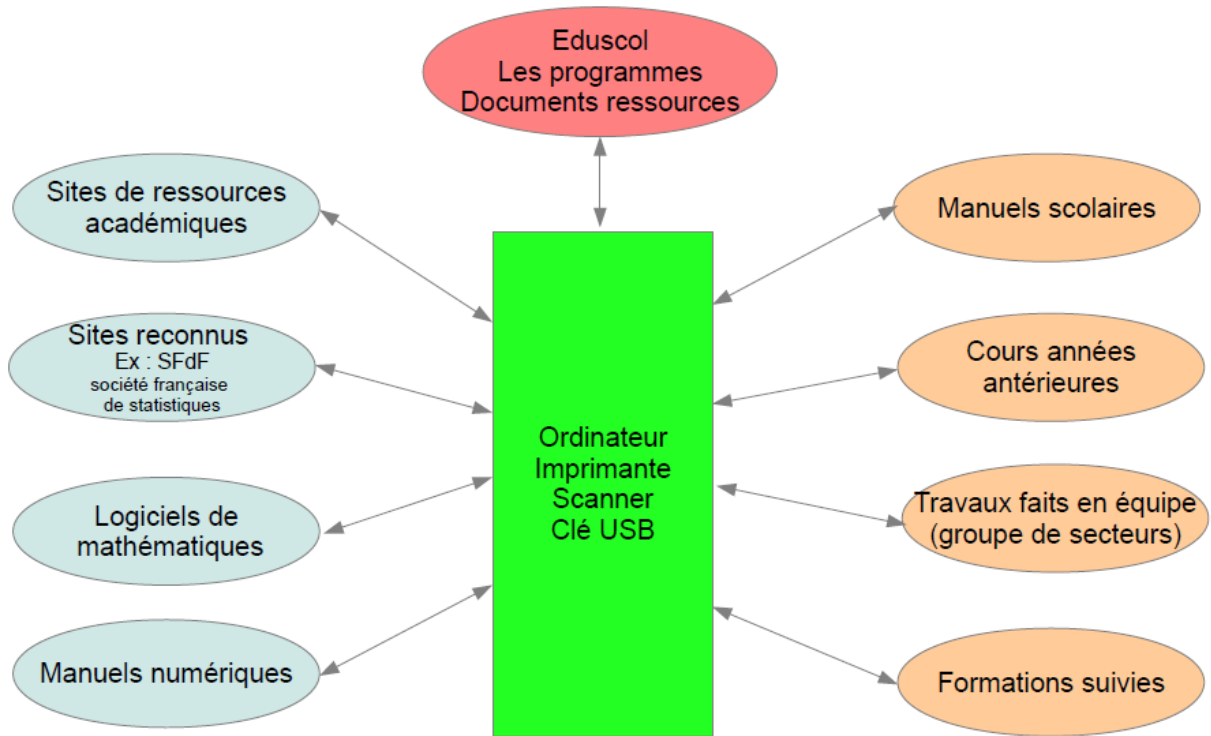 Eduscol
Les programmes
Documents ressources
Sites de ressources
académiques
Manuels scolaires
Sites reconnus
Ex : SFdF
société française
de statistiques
Cours années
antérieures
Ordinateur
Imprimante
Scanner
Clé USB
Logiciels de
mathématiques
Travaux faits en équipe
(groupe de secteurs)
Manuels numériques
Formations suivies